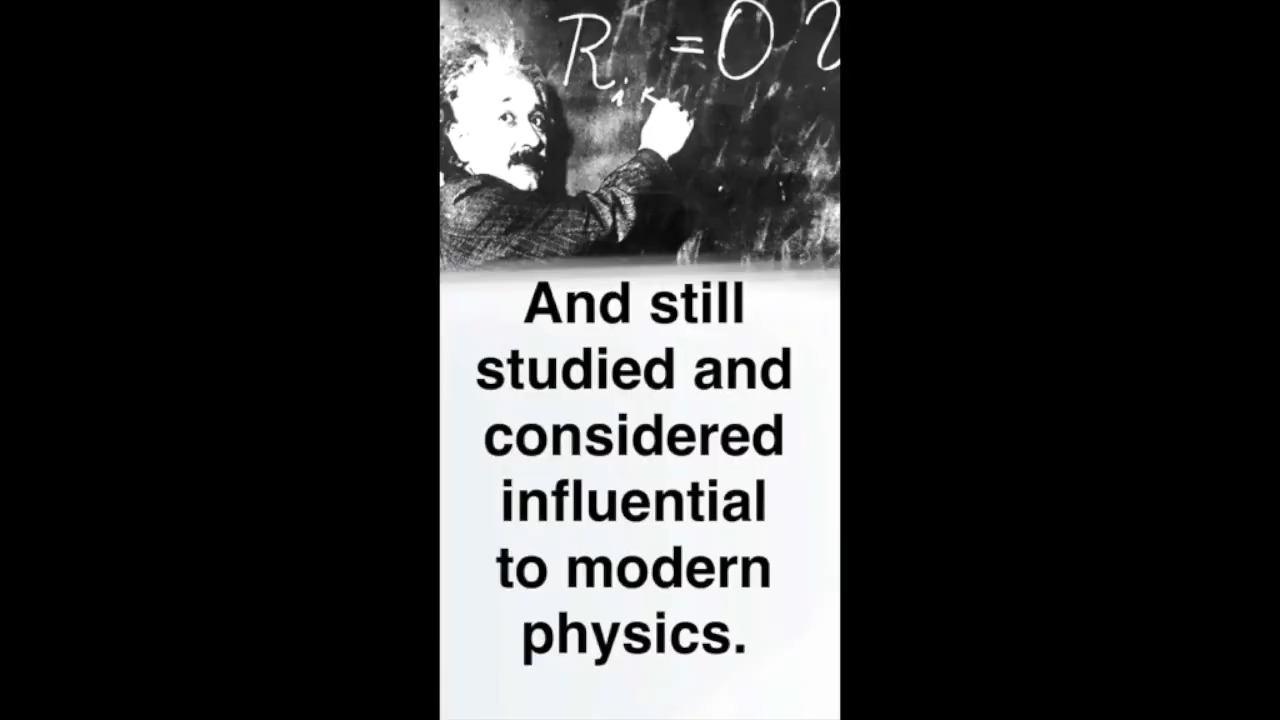 R i k = 0 ?
And still
studied and
considered
influential
to modern
physics.